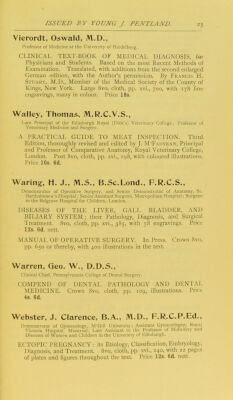 ISSUED BY YOUNG J. PENTLAND. 23
Vierordt, Oswald, M.D.,
Professor of Medicine at the University of Heidelberg.
CLINICAL TEXT-BOOK OF MEDICAL DIAGNOSIS, for
Physicians and Students. Based on the most Recent Methods of
Examination. Translated, with additions from the second enlarged
German edition, with the Author's permission. By FRANCIS H.
STUART, M.D., Member of the Medical Society of the County of
Kings, New York. Large 8vo, cloth, pp. xvi., 700, with 178 fine
engravings, many in colour. Price 18s.
Walley, Thomas, M.R.C.V.S.,
Late Principal of the Edinburgh Royal (Dick's) Veterinary College; Professor of
Veterinary Medicine and Surgery.
A PRACTICAL GUIDE TO MEAT INSPECTION. Third
Edition, thoroughly revised and edited by J. M'FADYEAN, Principal
and Professor of Comparative Anatomy, Royal Veterinary College,
London. Post 8vo, cloth, pp. xvi., 198, with coloured illustrations.
Price 10s. 6d.
Waring, H. J., M.S., B.Sc.Lond., F.R.C.S.,
Demonstrator of Operative Surgery, and Senior Demonstrator of Anatomy, St.
Bartholomew's Hospital; Senior Assistant Surgeon, Metropolitan Hospital; Surgeon
to the Belgrave Hospital for Children, London.
DISEASES OF THE LIVER, GALL BLADDER, AND
BILIARY SYSTEM; their Pathology, Diagnosis, and Surgical
Treatment. 8vo, cloth, pp. xvi., 385, with 58 engravings. Price
12s. 6d. nett.
MANUAL OF OPERATIVE SURGERY. In Press. Crown 8vo,
pp. 650 or thereby, with 400 illustrations in the text.
Warren, Geo. W., D.D.S.,
Clinical Chief, Pennsylvania College of Dental Surgery.
COMPEND OF DENTAL PATHOLOGY AND DENTAL
MEDICINE. Crown 8vo, cloth, pp. 109, illustrations. Price
4s. 6d.
Webster, J. Clarence, B.A., M.D., F.R.C.P.Ed.,
Demonstrator of Gynæcology, M'Gill University; Assistant Gynæcologist, Royal
Victoria Hospital, Montreal; Late Assistant to the Professor of Midwifery and
Diseases of Women and Children in the University of Edinburgh.
ECTOPIC PREGNANCY: its Etiology, Classification, Embryology,
Diagnosis, and Treatment. 8vo, cloth, pp. xvi., 240, with 22 pages
of plates and figures throughout the text. Price 12s. 6d. nett.